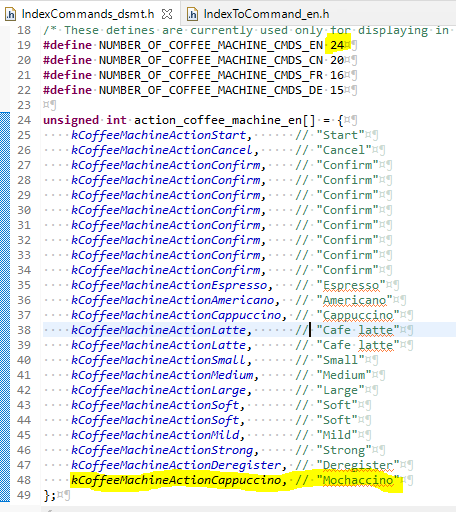 IndexCommands_dsmt.h IndexToCommand_en.h
18 /* These defines are currently used only for displaying in
19 #define NUMBER_OF_COFFEE_MACHINE_CMDS_EN 24
20 #define NUMBER_OF_COFFEE_MACHINE_CMDS_CN 20
21 #define NUMBER_OF_COFFEE_MACHINE_CMDS_FR 16
22 #define NUMBER_OF_COFFEE_MACHINE_CMDS_DE 15
23
24 unsigned int action_coffee_machine_en[] = {
25 kCoffeeMachineActionStart, // "Start"
26 kCoffeeMachineActionCancel, // "Cancel"
27 kCoffeeMachineActionConfirm, // "Confirm"
28 kCoffeeMachineActionConfirm, // "Confirm"
29 kCoffeeMachineActionConfirm, // "Confirm"
30 kCoffeeMachineActionConfirm, // "Confirm"
31 kCoffeeMachineActionConfirm, // "Confirm"
32 kCoffeeMachineActionConfirm, // "Confirm"
33 kCoffeeMachineActionConfirm, // "Confirm"
34 kCoffeeMachineActionConfirm, // "Confirm"
35 kCoffeeMachineActionEspresso, // "Espresso"
36 kCoffeeMachineActionAmericano, // "Americano"
37 kCoffeeMachineActionCappuccino, // "Cappuccino"
38 kCoffeeMachineActionLatte, // "Cafe latte"
39 kCoffeeMachineActionLatte, // "Cafe latte"
40 kCoffeeMachineActionSmall, // "Small"
41 kCoffeeMachineActionMedium, // "Medium"
42 kCoffeeMachineActionLarge, // "Large"
43 kCoffeeMachineActionSoft, // "Soft"
44 kCoffeeMachineActionSoft, // "Soft"
45 kCoffeeMachineActionMild, // "Mild"
46 kCoffeeMachineActionStrong, // "Strong"
47 kCoffeeMachineActionDeregister, // "Deregister"
48 kCoffeeMachineActionCappuccino, // "Mochaccino"
49 };